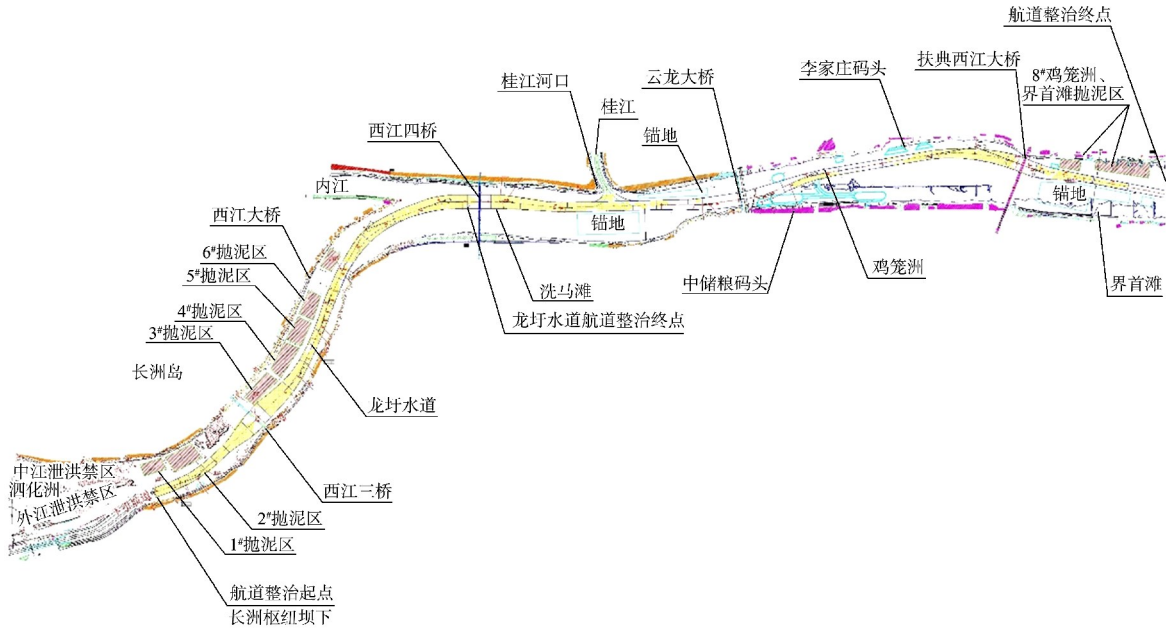 航道整治终点
扶典西江大桥
李家庄码头
8#鸡笼洲、
界首滩抛泥区
云龙大桥
桂江河口
桂江
西江四桥
锚地
内江
锚地
锚地
西江大桥
6#抛泥区
5#抛泥区
4#抛泥区
3#抛泥区
鸡笼洲
中储粮码头
界首滩
洗马滩
龙圩水道航道整治终点
长洲岛
龙圩水道
中江泄洪禁区
泗化洲
外江泄洪禁区
西江三桥
2#抛泥区
1#抛泥区
航道整治起点
长洲枢纽坝下